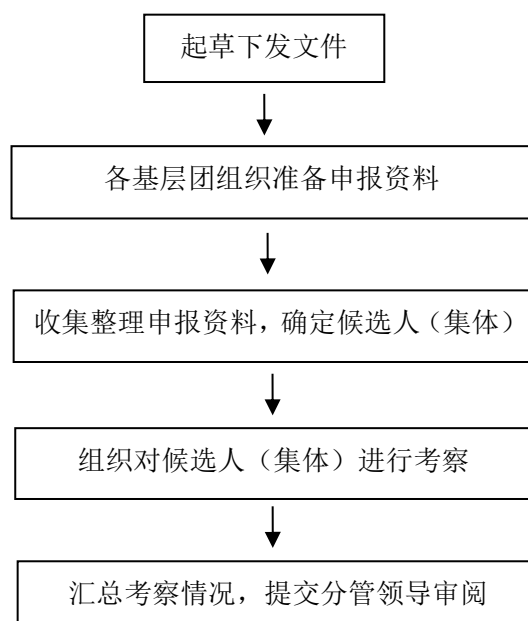 起草下发文件
各基层团组织准备申报资料
收集整理申报资料，确定候选人（集体）
组织对候选人（集体）进行考察
汇总考察情况，提交分管领导审阅